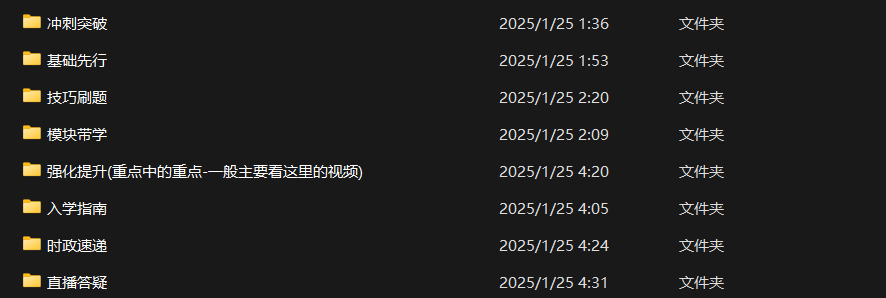 冲刺突破 2025/1/25 1:36 文件夹
基础先行 2025/1/25 1:53 文件夹
技巧刷题 2025/1/25 2:20 文件夹
模块带学 2025/1/25 2:09 文件夹
强化提升(重点中的重点-一般主要看这里的视频) 2025/1/25 4:20 文件夹
入学指南 2025/1/25 4:05 文件夹
时政速递 2025/1/25 4:24 文件夹
直播答疑 2025/1/25 4:31 文件夹